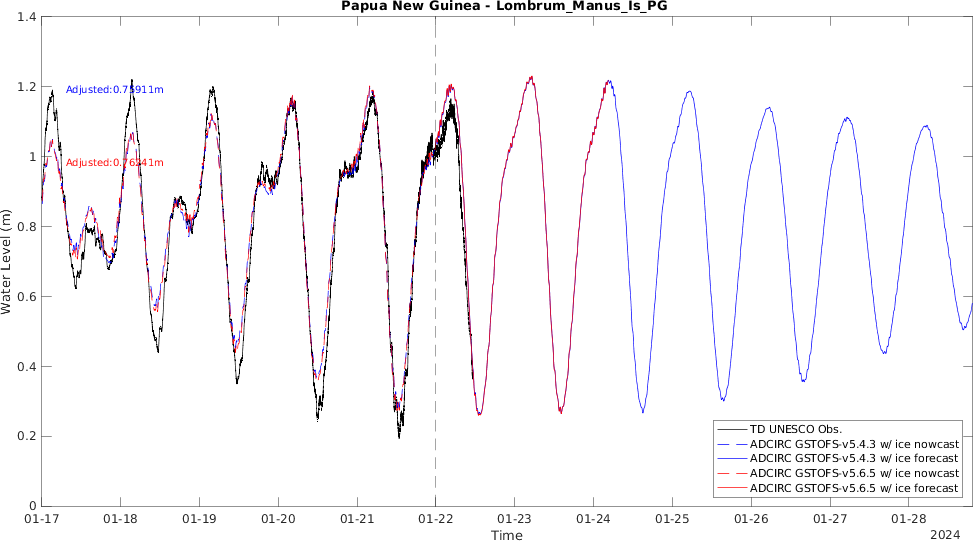 Papua New Guinea - Lombrum_Manus_Is_PG
1.4
1.2
1
0.8
0.6
0.4
0.2
0
Water Level (m)
Adjusted:0.75911m
Adjusted:0.76241m
TD UNESCO Obs.
ADCIRC GSTOFS-v5.4.3 w/ ice nowcast
ADCIRC GSTOFS-v5.4.3 w/ ice forecast
ADCIRC GSTOFS-v5.6.5 w/ ice nowcast
ADCIRC GSTOFS-v5.6.5 w/ ice forecast
01-17 01-18 01-19 01-20 01-21 01-22 01-23 01-24 01-25 01-26 01-27 01-28
Time
2024